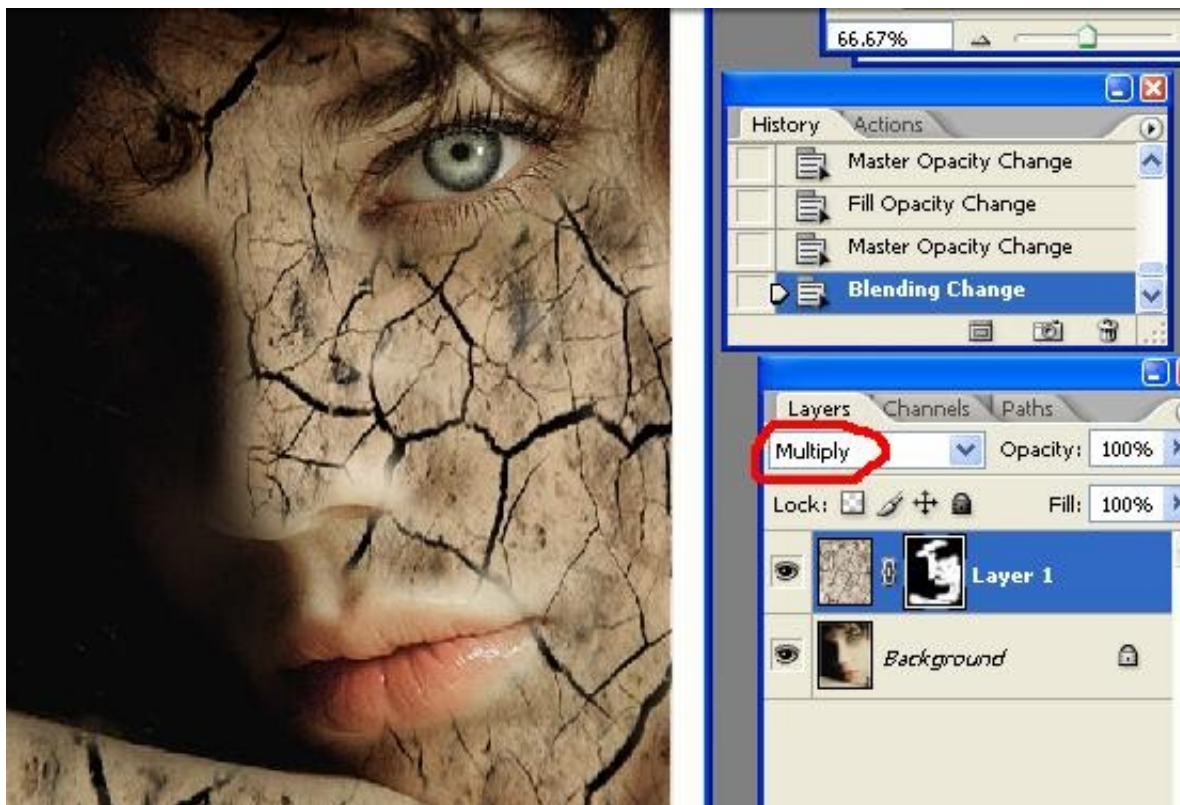 66.67%
History Actions
Master Opacity Change
Fill Opacity Change
Master Opacity Change
Blending Change
Layers Channels Paths
Multiply Opacity: 100%
Lock: Fill: 100%
Layer 1
Background